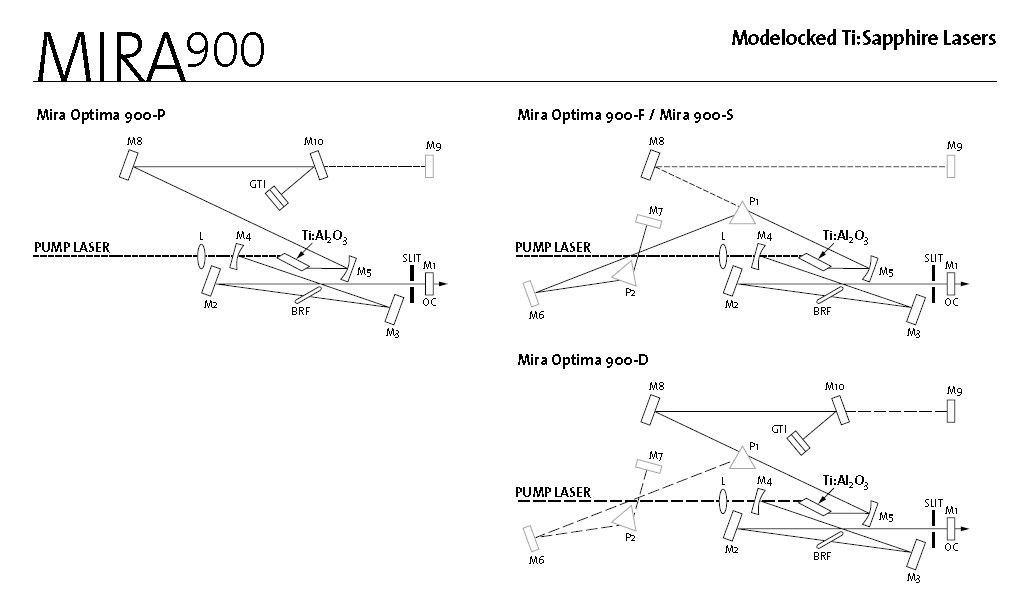 MIRA900
Modelocked Ti:Sapphire Lasers
Mira Optima 900-P
M8
M10
M9
GTI
PUMP LASER
L
M4
Ti:Al2O3
M5
SLIT
M1
M2
BRF
OC
M3
Mira Optima 900-F / Mira 900-S
M8
M9
P1
M7
PUMP LASER
L
M4
Ti:Al2O3
M5
SLIT
M1
P2
M2
BRF
OC
M6
M3
Mira Optima 900-D
M8
M10
M9
GTI
P1
M7
PUMP LASER
L
M4
Ti:Al2O3
M5
SLIT
M1
P2
M2
BRF
OC
M6
M3